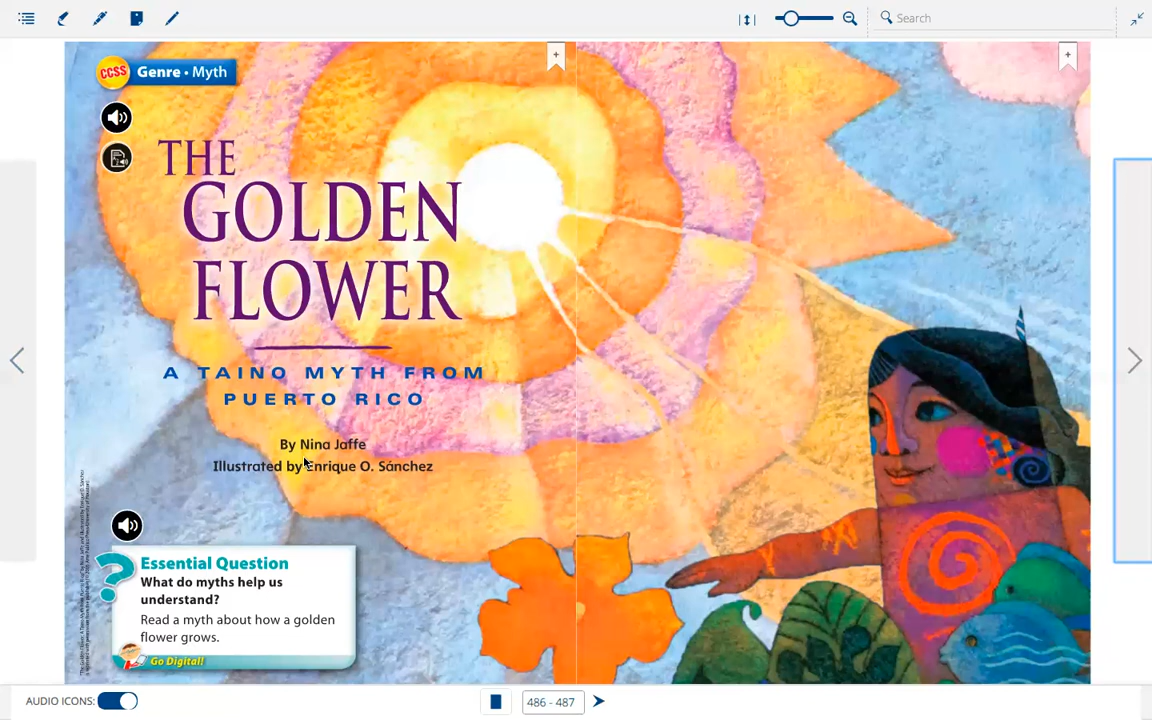 Search
CCSS Genre • Myth
THE
GOLDEN
FLOWER
A TAINO MYTH FROM
PUERTO RICO
By Nina Jaffe
Illustrated by Enrique O. Sánchez
Essential Question
What do myths help us
understand?
Read a myth about how a golden
flower grows.
Go Digital!
AUDIO ICONS:
486 - 487